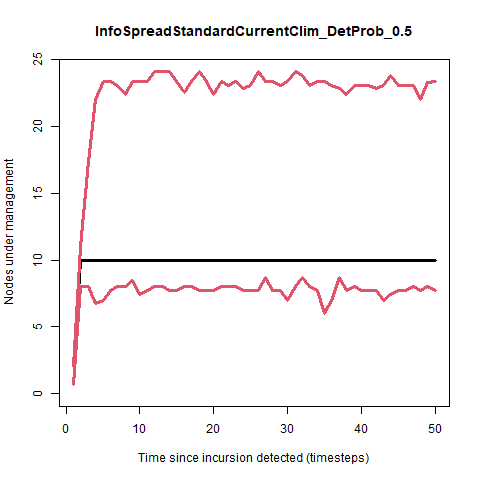 InfoSpreadStandardCurrentClim_DetProb_0.5
Nodes under management
25
20
15
10
5
0
0 10 20 30 40 50
Time since incursion detected (timesteps)